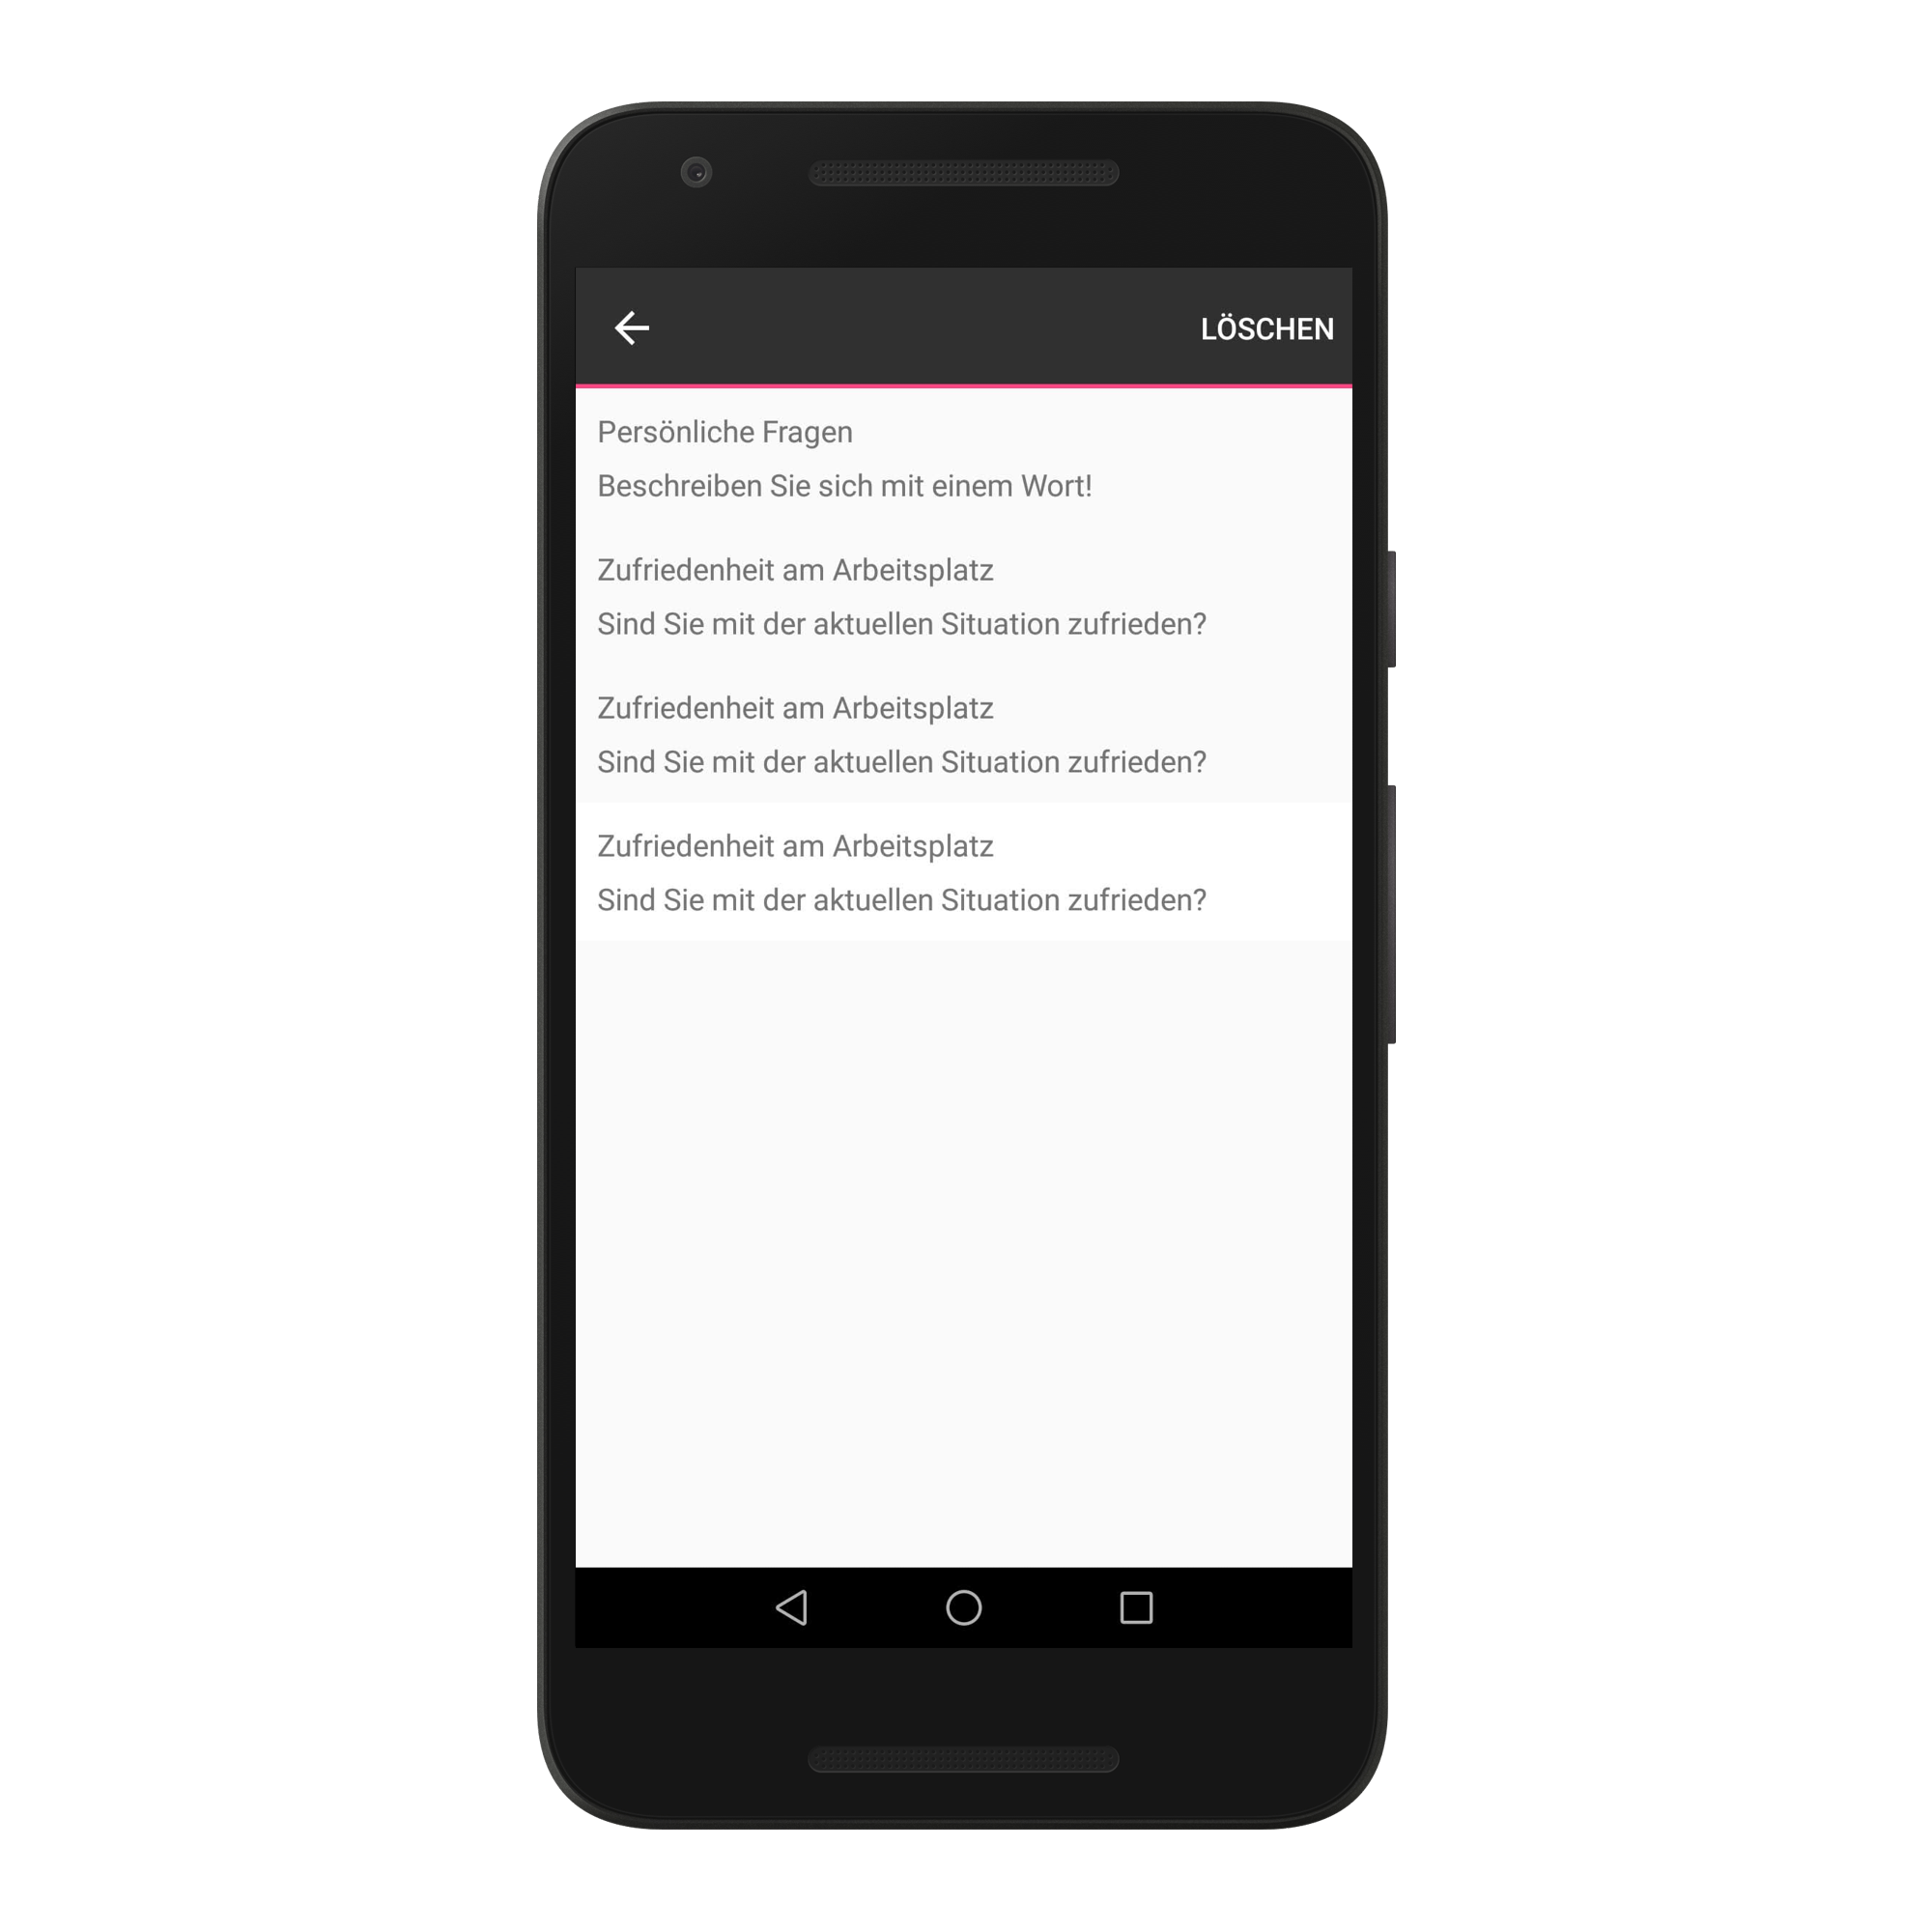 LÖSCHEN
Persönliche Fragen
Beschreiben Sie sich mit einem Wort!
Zufriedenheit am Arbeitsplatz
Sind Sie mit der aktuellen Situation zufrieden?
Zufriedenheit am Arbeitsplatz
Sind Sie mit der aktuellen Situation zufrieden?
Zufriedenheit am Arbeitsplatz
Sind Sie mit der aktuellen Situation zufrieden?